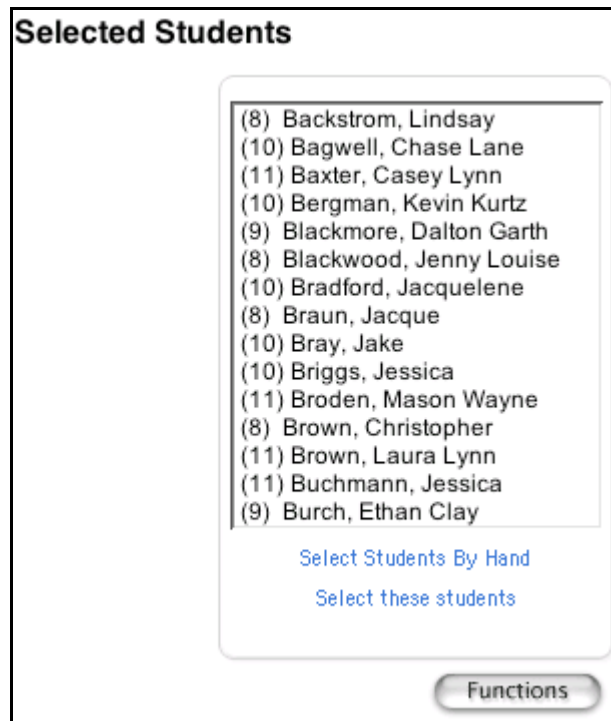 Selected Students
(8) Backstrom, Lindsay
(10) Bagwell, Chase Lane
(11) Baxter, Casey Lynn
(10) Bergman, Kevin Kurtz
(9) Blackmore, Dalton Garth
(8) Blackwood, Jenny Louise
(10) Bradford, Jacquelene
(8) Braun, Jacque
(10) Bray, Jake
(10) Briggs, Jessica
(11) Broden, Mason Wayne
(8) Brown, Christopher
(11) Brown, Laura Lynn
(11) Buchmann, Jessica
(9) Burch, Ethan Clay
Select Students By Hand
Select these students
Functions